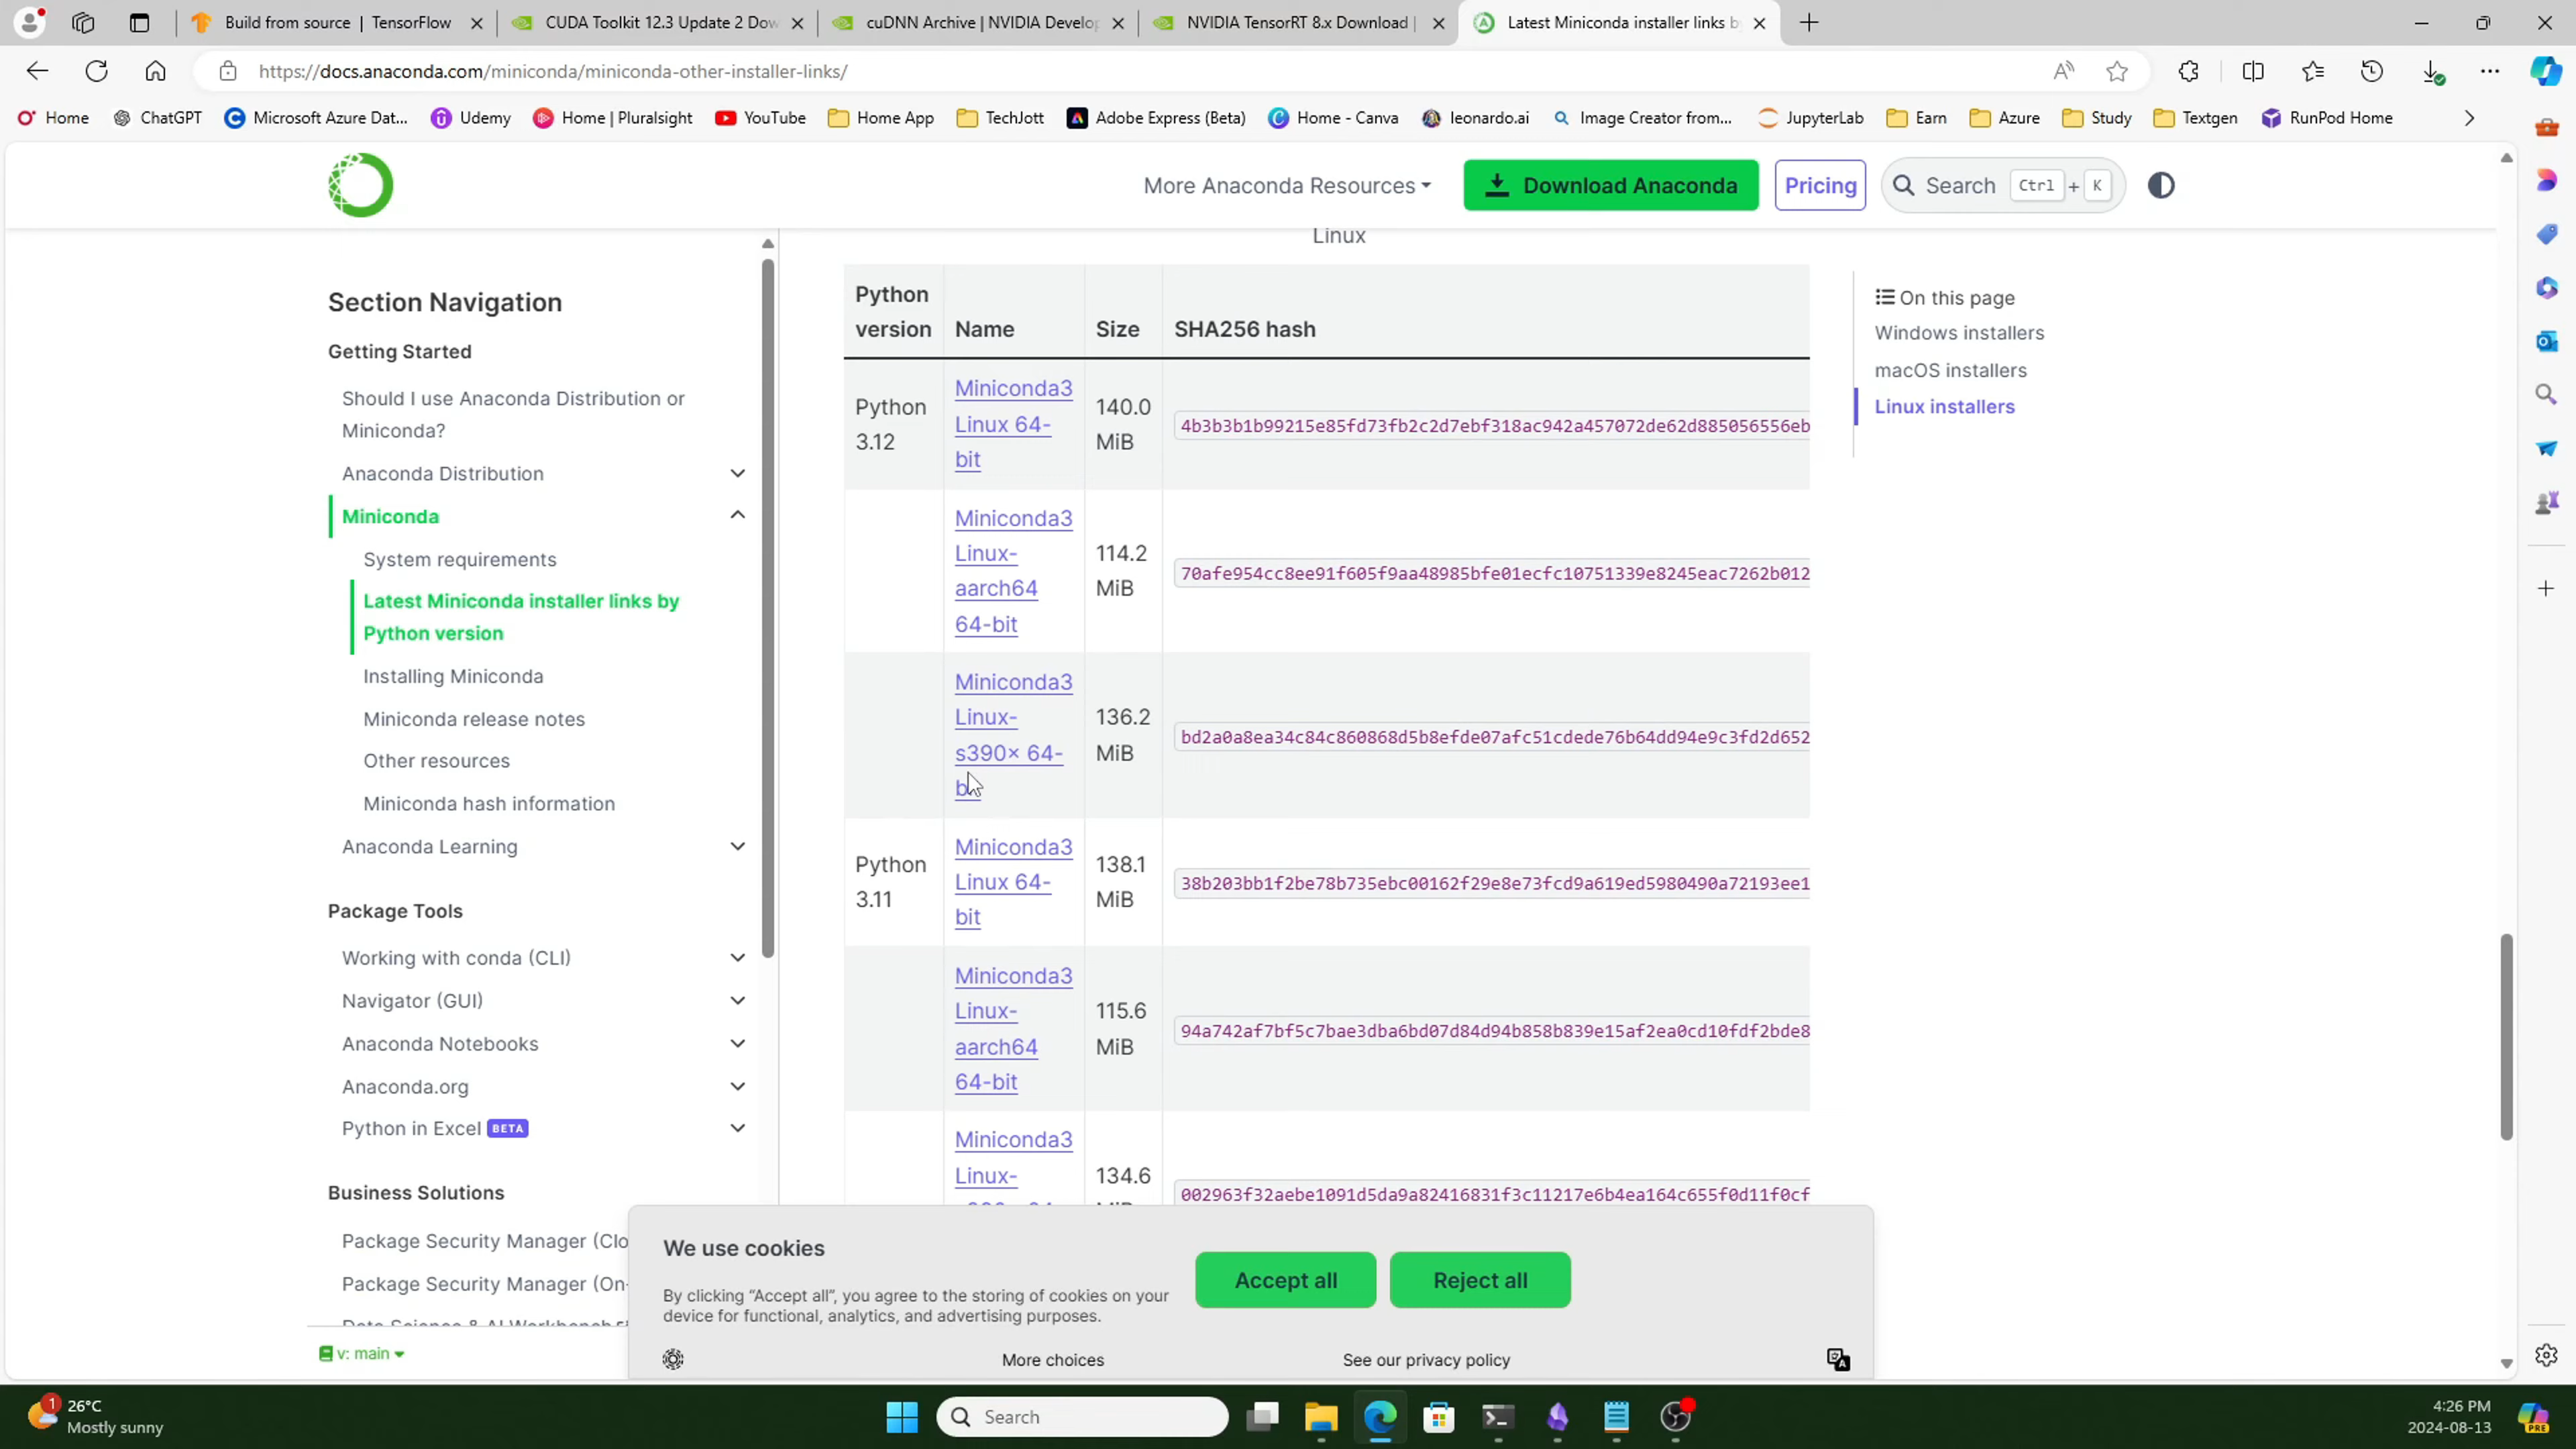 Build from source | TensorFlow
CUDA Toolkit 12.3 Update 2 Dow
cuDNN Archive | NVIDIA Develop
NVIDIA TensorRT 8.x Download |
Latest Miniconda installer links by
https://docs.anaconda.com/miniconda/miniconda-other-installer-links/
Home
ChatGPT
Microsoft Azure Dat...
Udemy
Home | Pluralsight
YouTube
Home App
TechJott
Adobe Express (Beta)
Home - Canva
leonardo.ai
Image Creator from...
JupyterLab
Earn
Azure
Study
Textgen
RunPod Home
More Anaconda Resources
Download Anaconda
Pricing
Search Ctrl + K
Section Navigation
Getting Started
Should I use Anaconda Distribution or
Miniconda?
Anaconda Distribution
Miniconda
System requirements
Latest Miniconda installer links by
Python version
Installing Miniconda
Miniconda release notes
Other resources
Miniconda hash information
Anaconda Learning
Package Tools
Working with conda (CLI)
Navigator (GUI)
Anaconda Notebooks
Anaconda.org
Python in Excel BETA
Business Solutions
Package Security Manager (Clo
Package Security Manager (On-
v: main
Linux
Python
version
Name
Size
SHA256 hash
Python
3.12
Miniconda3
Linux 64-
bit
140.0
MiB
4b3b3b1b99215e85fd73fb2c2d7ebf318ac942a457072de62d885056556eb
Miniconda3
Linux-
aarch64
64-bit
114.2
MiB
70afe954cc8ee91f605f9aa48985bfe01ecfc10751339e8245eac7262b012
Miniconda3
Linux-
s390x 64-
136.2
MiB
bd2a0a8ea34c84c860868d5b8efde07afc51cdede76b64dd94e9c3fd2d652
Python
3.11
Miniconda3
Linux 64-
bit
138.1
MiB
38b203bb1f2be78b735ebc00162f29e8e73fcd9a619ed5980490a72193ee1
Miniconda3
Linux-
aarch64
64-bit
115.6
MiB
94a742af7bf5c7bae3dba6bd07d84d94b858b839e15af2ea0cd10fdf2bde8
Miniconda3
Linux-
134.6
002963f32aebe1091d5da9a82416831f3c11217e6b4ea164c655f0d11f0cf
On this page
Windows installers
macOS installers
Linux installers
We use cookies
By clicking “Accept all”, you agree to the storing of cookies on your
device for functional, analytics, and advertising purposes.
Accept all
Reject all
More choices
See our privacy policy
1
26°C
Mostly sunny
Search
4:26 PM
2024-08-13
PRE